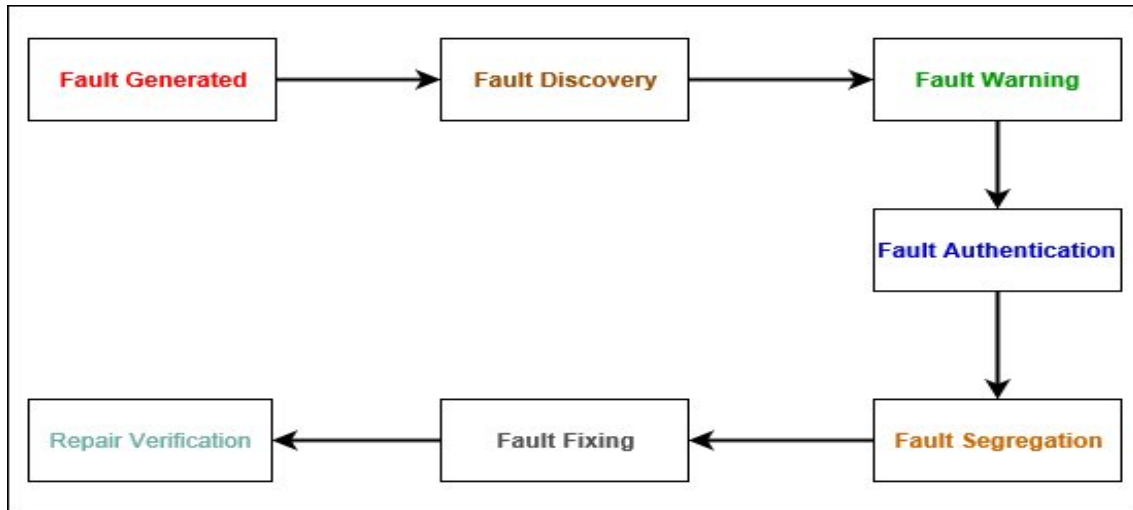 Fault Generated
Fault Discovery
Fault Warning
Fault Authentication
Fault Segregation
Fault Fixing
Repair Verification